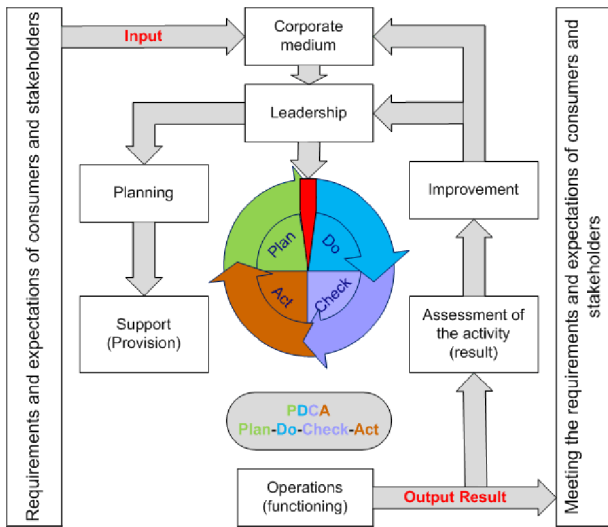 Requirements and expectations of consumers and stakeholders
Input
Corporate
medium
Leadership
Planning
Improvement
Plan
Do
Act
Check
Support
(Provision)
Assessment of
the activity
(result)
PDCA
Plan-Do-Check-Act
Operations
(functioning)
Output Result
Meeting the requirements and expectations of consumers and
stakeholders